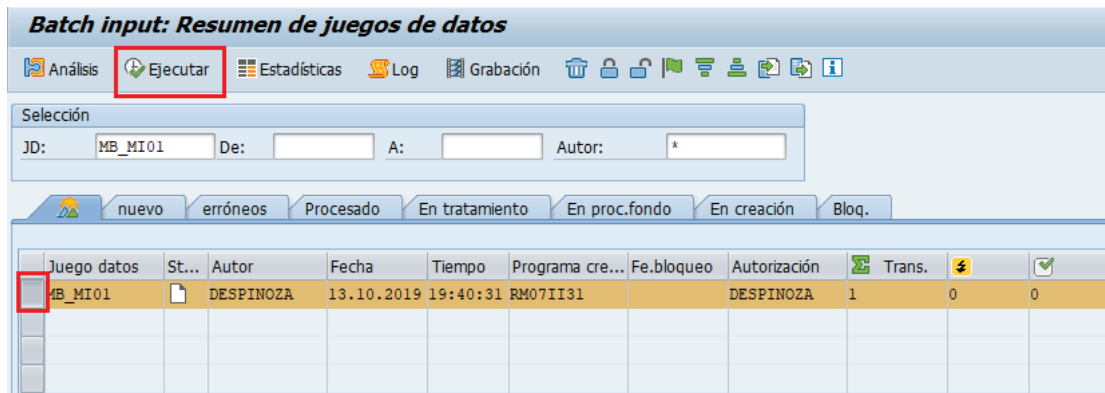 Batch input: Resumen de juegos de datos
Análisis Ejecutar Estadísticas Log Grabación
Selección
JD: MB_MI01 De: A: Autor: *
nuevo erróneos Procesado En tratamiento En proc.fondo En creación Bloq.
Juego datos St... Autor Fecha Tiempo Programa cre... Fe.bloqueo Autorización Trans.
MB_MI01 DESPINOZA 13.10.2019 19:40:31 RM07II31 DESPINOZA 1 0 0